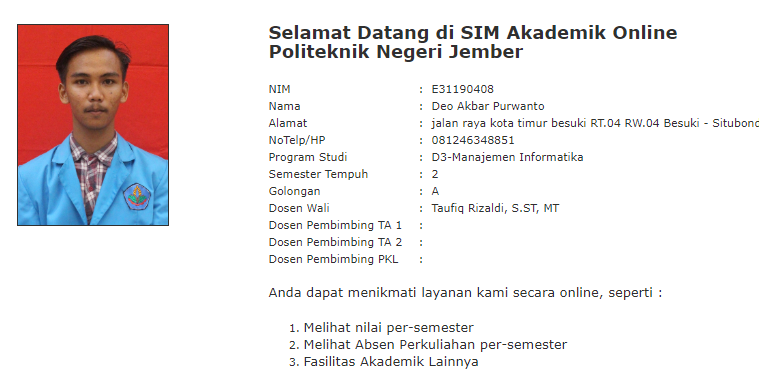 Selamat Datang di SIM Akademik Online
Politeknik Negeri Jember
NIM : E31190408
Nama : Deo Akbar Purwanto
Alamat : jalan raya kota timur besuki RT.04 RW.04 Besuki - Situbond
NoTelp/HP : 081246348851
Program Studi : D3-Manajemen Informatika
Semester Tempuh : 2
Golongan : A
Dosen Wali : Taufiq Rizaldi, S.ST, MT
Dosen Pembimbing TA 1 :
Dosen Pembimbing TA 2 :
Dosen Pembimbing PKL :
Anda dapat menikmati layanan kami secara online, seperti :
1. Melihat nilai per-semester
2. Melihat Absen Perkuliahan per-semester
3. Fasilitas Akademik Lainnya